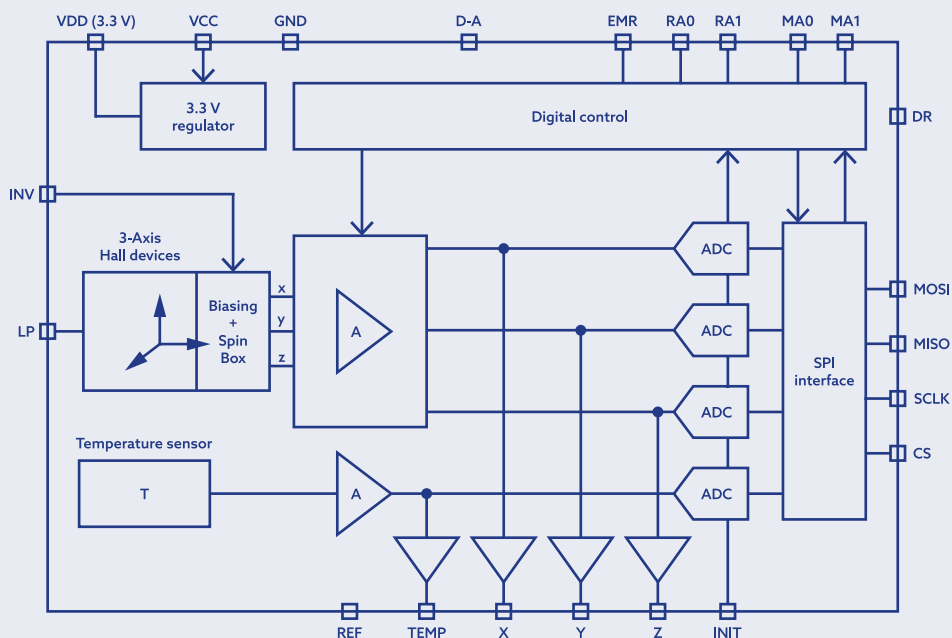 VDD (3.3 V)
VCC
GND
D-A
EMR
RA0
RA1
MA0
MA1
3.3 V
regulator
Digital control
DR
INV
3-Axis
Hall devices
ADC
x
Biasing
+
Spin
Box
MOSI
y
A
ADC
LP
MISO
z
SPI
interface
SCLK
ADC
Temperature sensor
CS
T
A
ADC
REF
TEMP
X
Y
Z
INIT